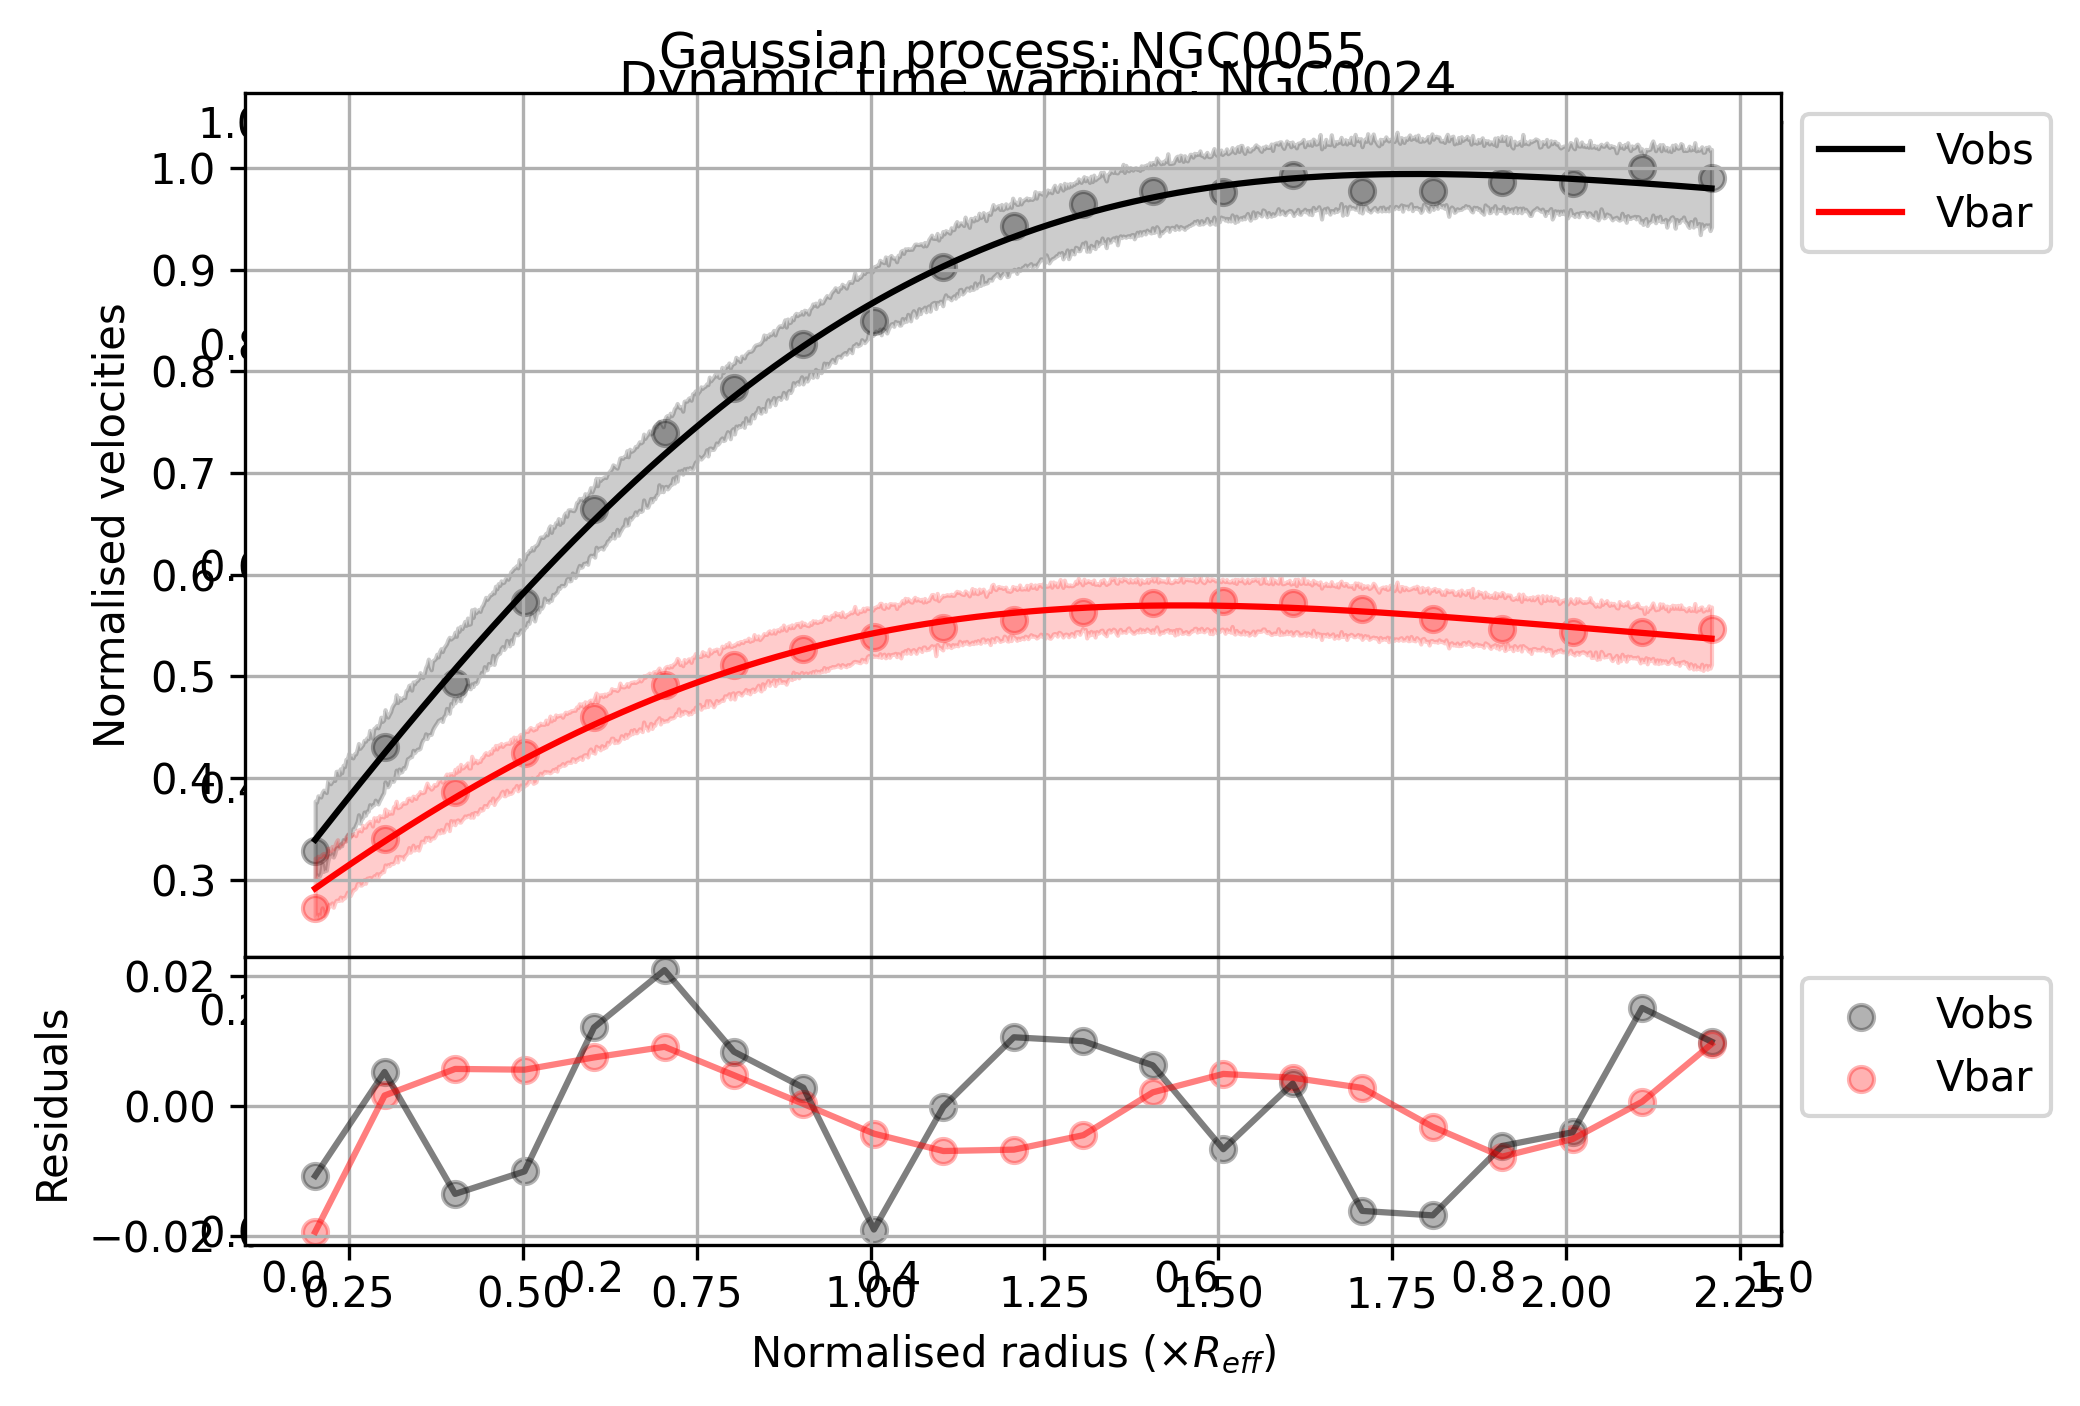 Gaussian process: NGC0055
Dynamic time warping: NGC0024
Normalised velocities
1.0
0.9
0.8
0.7
0.6
0.5
0.4
0.3
Vobs
Vbar
Residuals
0.02
0.00
−0.02
Vobs
Vbar
0.0 0.2 0.4 0.6 0.8 1.0
0.25 0.50 0.75 1.00 1.25 1.50 1.75 2.00 2.25
Normalised radius (×R_eff)